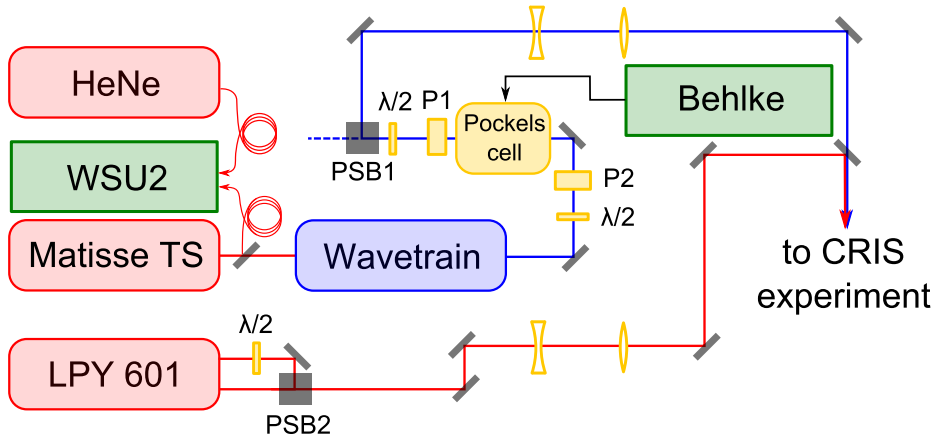 HeNe
WSU2
Matisse TS
Wavetrain
λ/2
P1
Pockels
cell
PSB1
Behlke
P2
λ/2
to CRIS
experiment
λ/2
LPY 601
PSB2